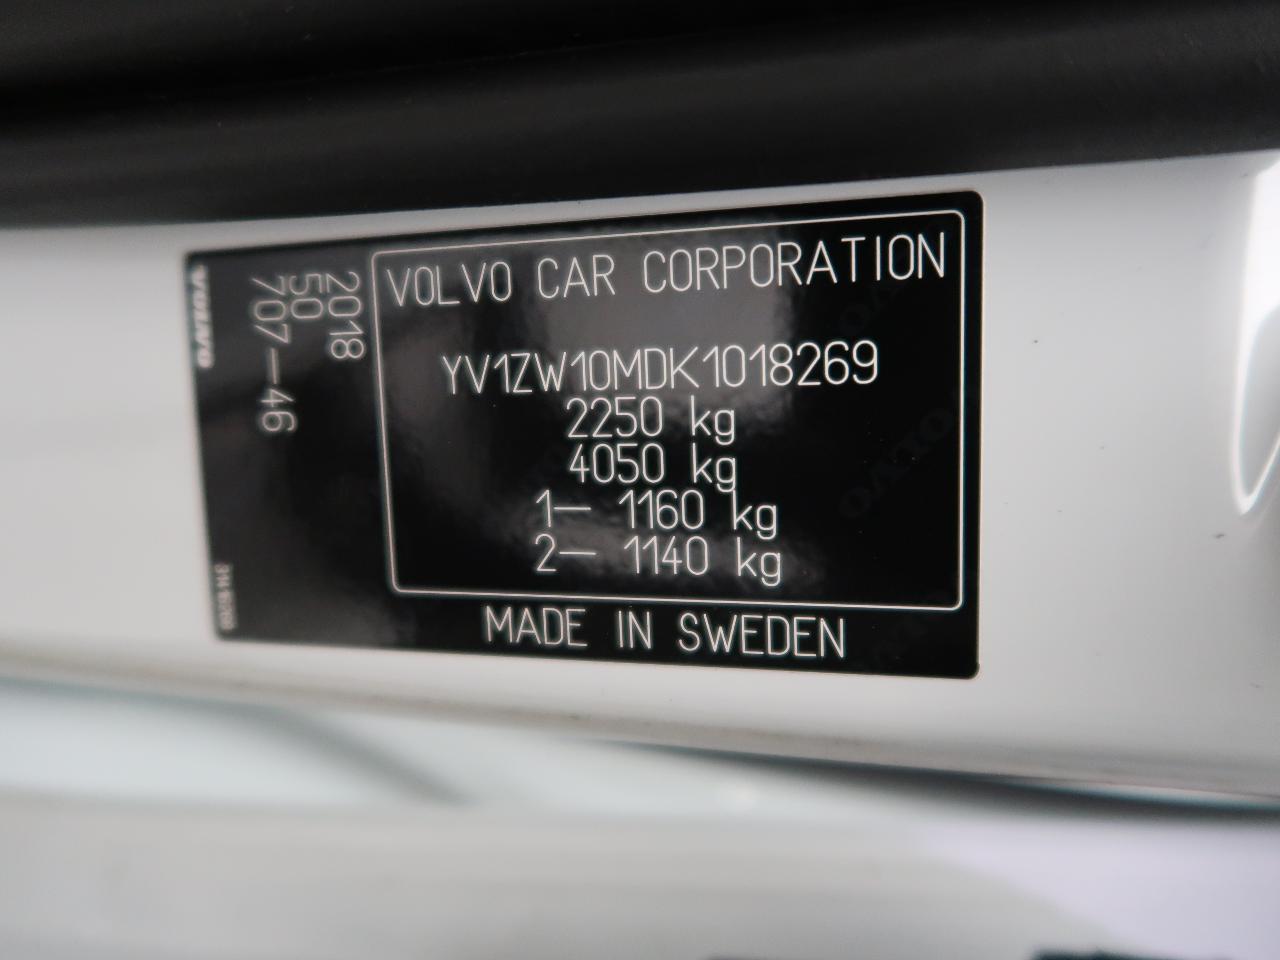 VOLVO
2018
50
707-46
VOLVO CAR CORPORATION
YV1ZW10MDK1018269
2250 kg
4050 kg
1- 1160 kg
2- 1140 kg
MADE IN SWEDEN